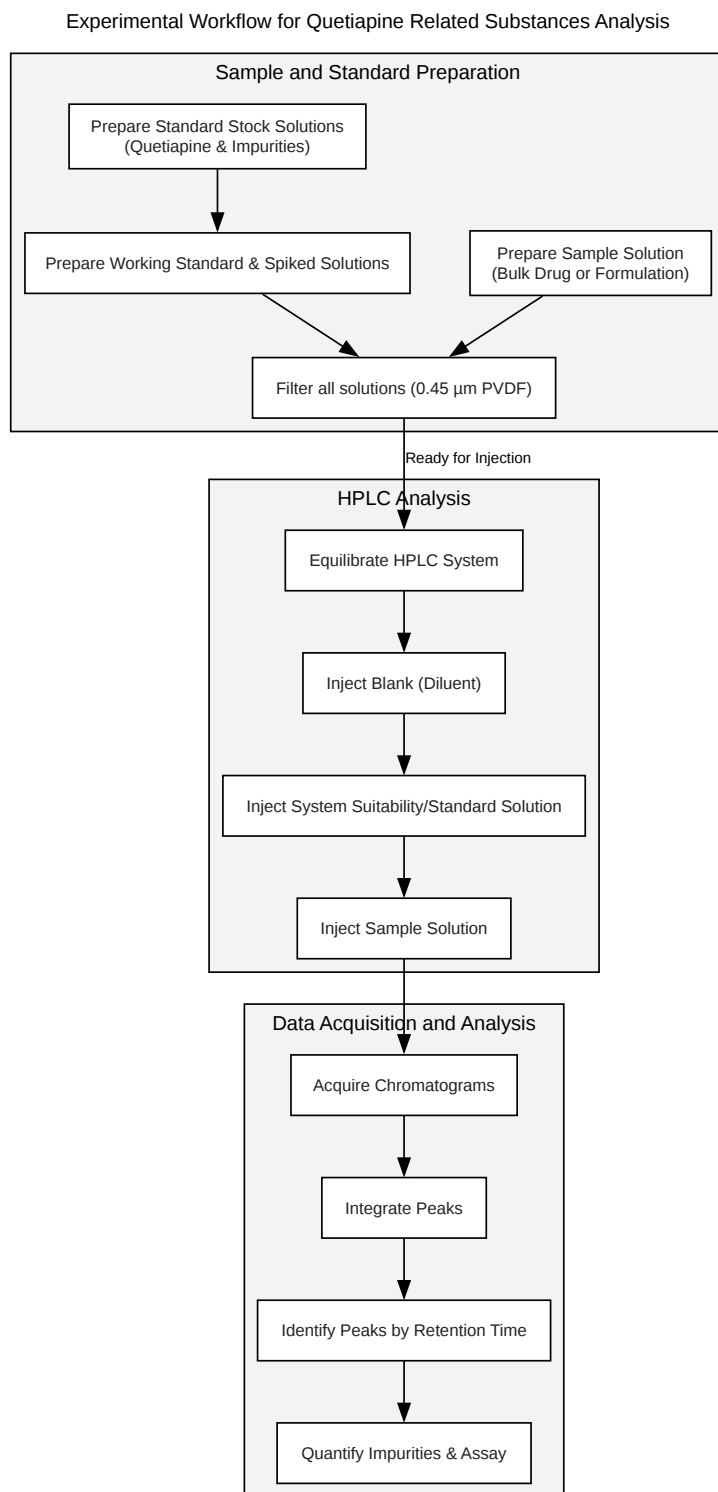 Experimental Workflow for Quetiapine Related Substances Analysis
Sample and Standard Preparation
Prepare Standard Stock Solutions
(Quetiapine & Impurities)
Prepare Working Standard & Spiked Solutions
Prepare Sample Solution
(Bulk Drug or Formulation)
Filter all solutions (0.45 µm PVDF)
Ready for Injection
HPLC Analysis
Equilibrate HPLC System
Inject Blank (Diluent)
Inject System Suitability/Standard Solution
Inject Sample Solution
Data Acquisition and Analysis
Acquire Chromatograms
Integrate Peaks
Identify Peaks by Retention Time
Quantify Impurities & Assay